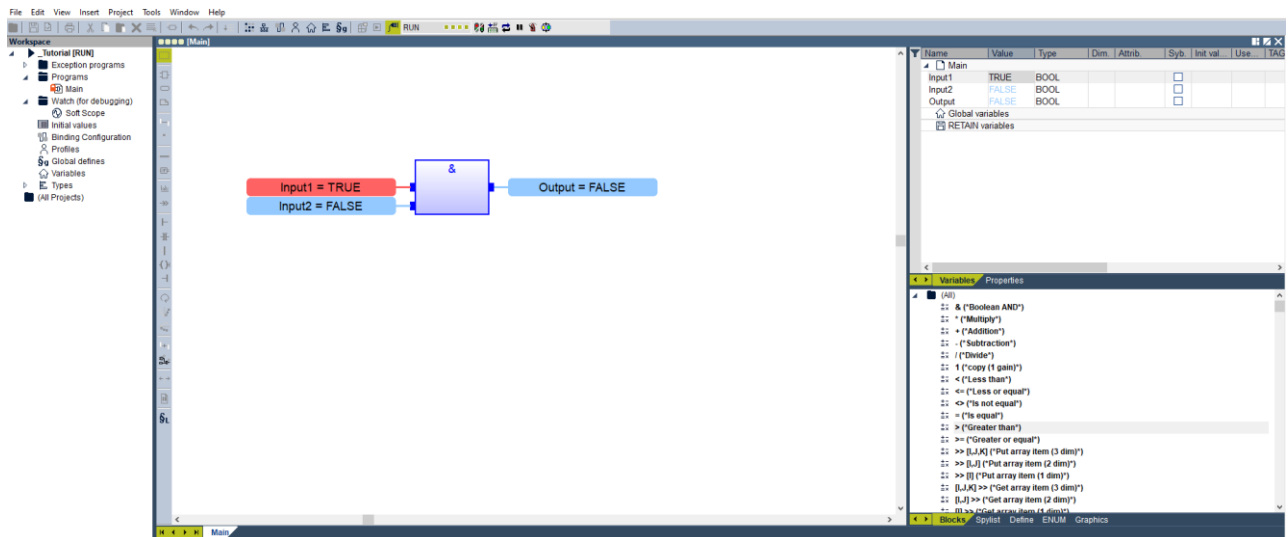 File Edit View Insert Project Tools Window Help
RUN
Workspace
_Tutorial [RUN]
Exception programs
Programs
Main
Watch (for debugging)
Soft Scope
Initial values
Binding Configuration
Profiles
Global defines
Variables
Types
(All Projects)
[Main]
&
Input1 = TRUE
Output = FALSE
Input2 = FALSE
Main
Name Value Type Dim. Attrib. Syb. Init val... Use... TAG
Main
Input1 TRUE BOOL
Input2 FALSE BOOL
Output FALSE BOOL
Global variables
RETAIN variables
Variables Properties
(All)
& (*Boolean AND*)
* (*Multiply*)
+ (*Addition*)
- (*Subtraction*)
/ (*Divide*)
1 (*copy (1 gain)*)
< (*Less than*)
<= (*Less or equal*)
<> (*Is not equal*)
= (*Is equal*)
> (*Greater than*)
>= (*Greater or equal*)
>> [I,J,K] (*Put array item (3 dim)*)
>> [I,J] (*Put array item (2 dim)*)
>> [I] (*Put array item (1 dim)*)
[I,J,K] >> (*Get array item (3 dim)*)
[I,J] >> (*Get array item (2 dim)*)
[I] >> (*Get array item (1 dim)*)
Blocks Spylist Define ENUM Graphics